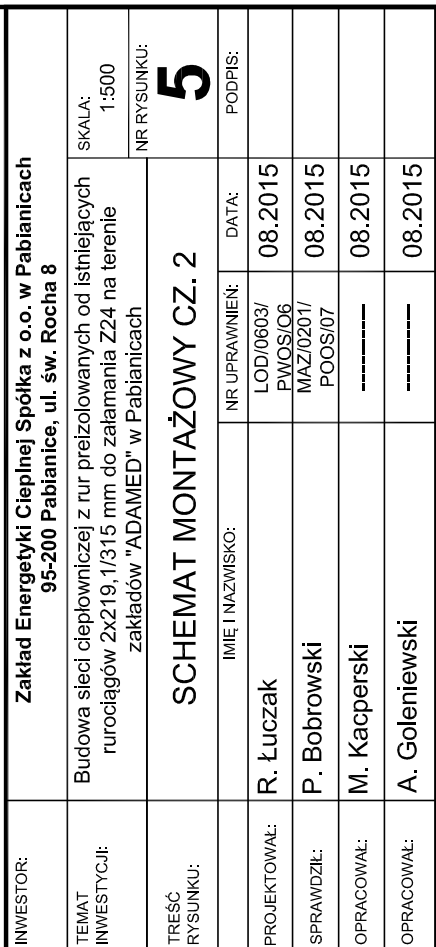 INWESTOR:
Zakład Energetyki Cieplnej Spółka z o.o. w Pabianicach
95-200 Pabianice, ul. św. Rocha 8
TEMAT
INWESTYCJI:
Budowa sieci ciepłowniczej z rur preizolowanych od istniejących
rurociągów 2x219,1/315 mm do załamania Z24 na terenie
zakładów "ADAMED" w Pabianicach
SKALA:
1:500
TREŚĆ
RYSUNKU:
SCHEMAT MONTAŻOWY CZ. 2
NR RYSUNKU:
5
IMIĘ I NAZWISKO:
NR UPRAWNIEŃ:
DATA:
PODPIS:
PROJEKTOWAŁ:
R. Łuczak
LOD/0603/
PWOS/O6
08.2015
SPRAWDZIŁ:
P. Bobrowski
MAZ/0201/
POOS/07
08.2015
OPRACOWAŁ:
M. Kacperski
-----------
08.2015
OPRACOWAŁ:
A. Goleniewski
-----------
08.2015